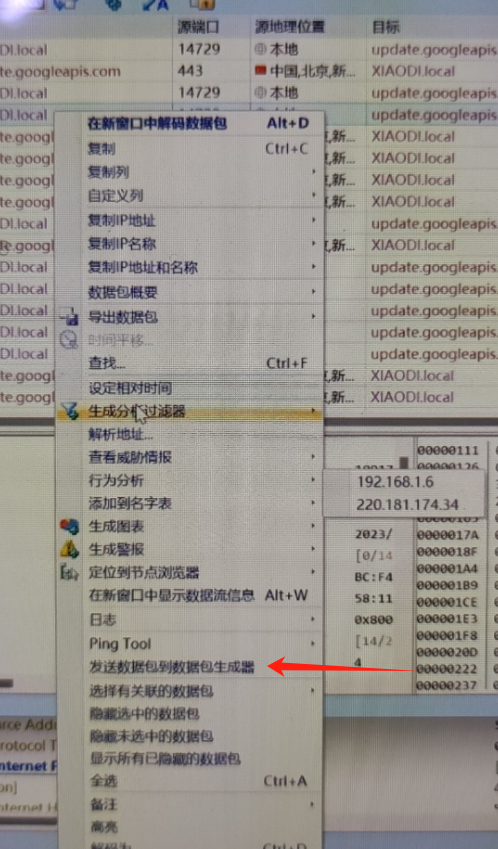 源端口 源地理位置 目标
DI.local 14729 本地 update.googleapis
te.googleapis.com 443 中国,北京,新... XIAODI.local
DI.local 14729 本地 update.googleapis.
DI.local update.googleapis.
在新窗口中解码数据包 Alt+D
te.googl 新... XIAODI.local
复制 Ctrl+C
te.googl 新... XIAODI.local
复制列
te.googl 新... XIAODI.local
自定义列
te.googl 新... XIAODI.local
复制IP地址
DI.local update.googleapis.
复制IP名称
te.googl 新... XIAODI.local
复制IP地址和名称
DI.local update.googleapis.
数据包概要
DI.local update.googleapis.
导出数据包
DI.local update.googleapis.
时间平移...
DI.local update.googleapis.
查找... Ctrl+F
te.googl 新... XIAODI.local
设定相对时间
te.googl 新... XIAODI.local
生成分析过滤器
解析地址...
00000111
查看威胁情报
00000126
行为分析
192.168.1.6
添加到名字表
220.181.174.34
生成图表
2023/ 0000017A
生成警报
[0/14 0000018F
定位到节点浏览器
BC:F4 000001A4
000001B9
在新窗口中显示数据流信息 Alt+W
58:11 000001CE
日志
0x800 000001E3
Ping Tool
[14/2 000001F8
0000020D
发送数据包到数据包生成器
4 00000222
选择有关联的数据包
00000237
隐藏选中的数据包
urce Addr
隐藏未选中的数据包
rotocol T
显示所有已隐藏的数据包
nternet P
全选 Ctrl+A
on]
备注
nternet
高亮
解码为